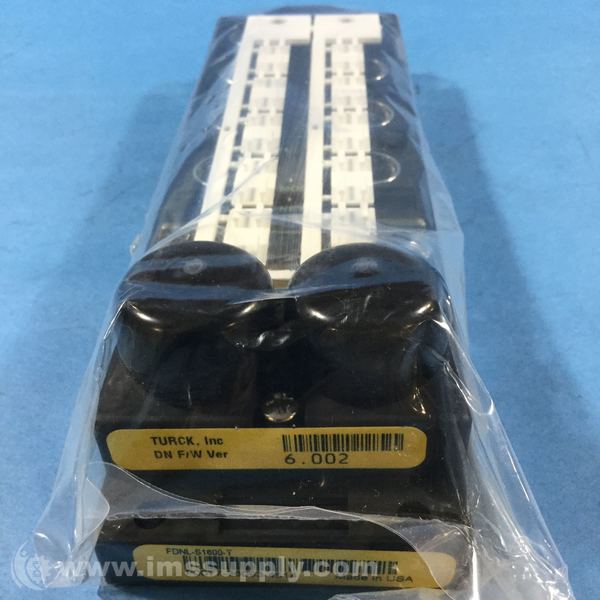 TURCK, Inc
DN F/W Ver
6.002
FDNL-S1600-T
Made in USA
www.imssupply.com